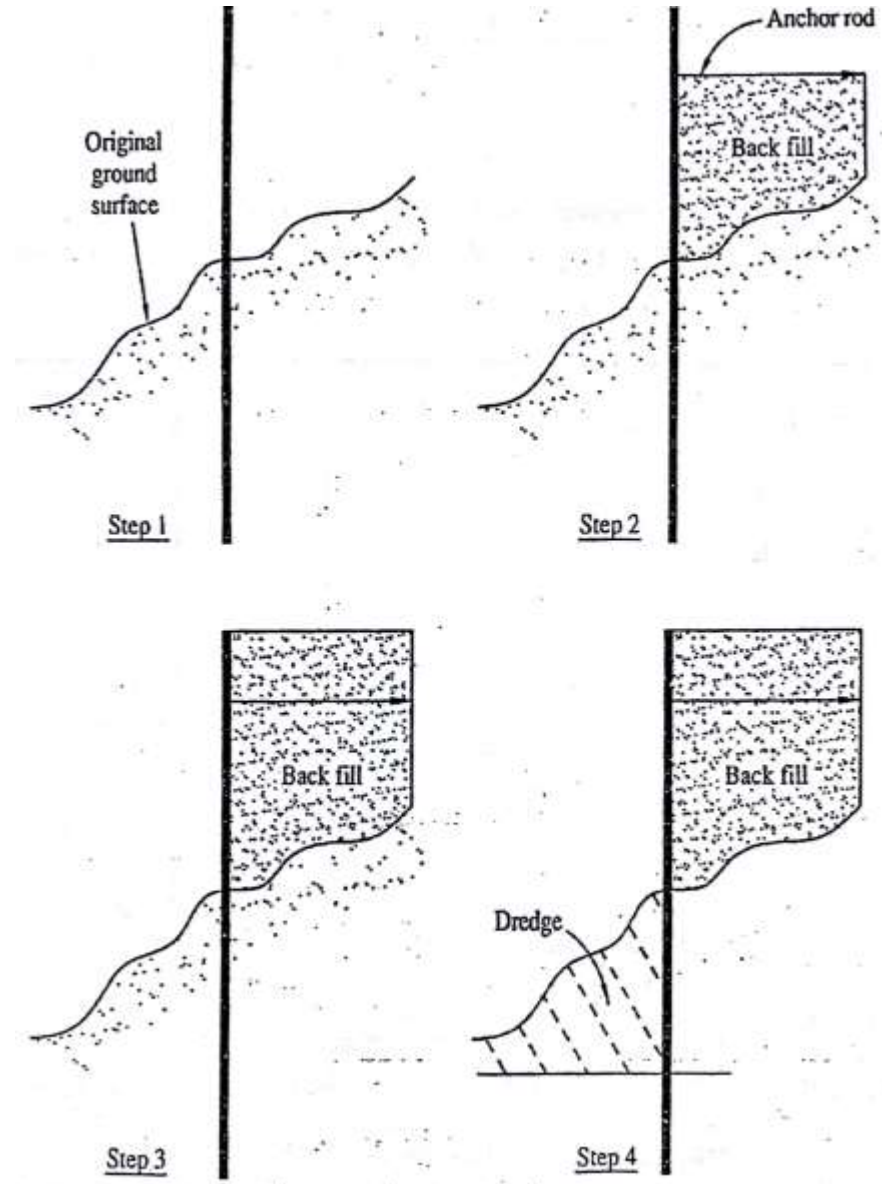 Anchor rod
Original
ground
surface
Back fill
Step 1
Step 2
Back fill
Back fill
Dredge
Step 3
Step 4